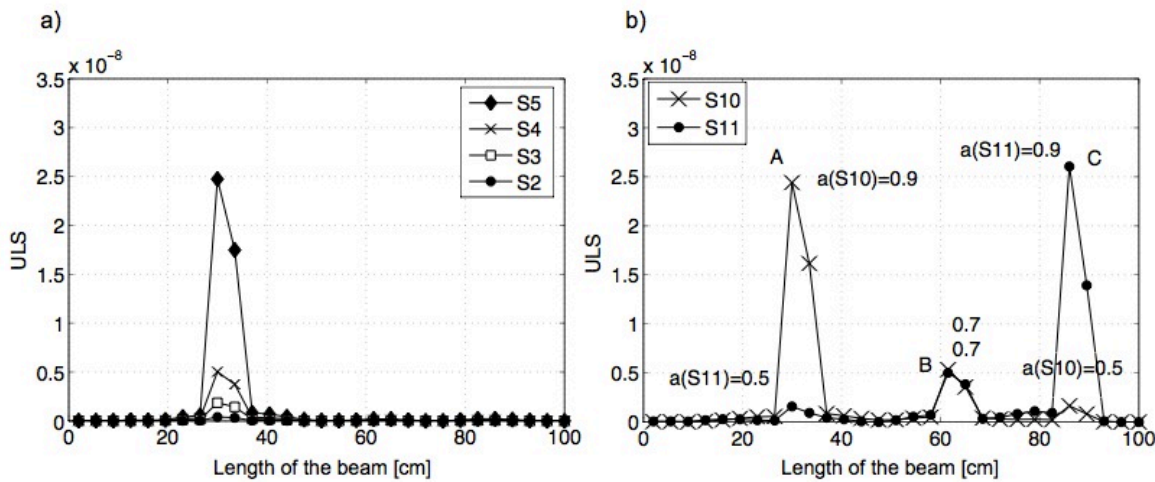 a)
x 10⁻⁸
3.5
3
2.5
2
1.5
1
0.5
0
ULS
0 20 40 60 80 100
Length of the beam [cm]
S5
S4
S3
S2
b)
x 10⁻⁸
3.5
3
2.5
2
1.5
1
0.5
0
ULS
0 20 40 60 80 100
Length of the beam [cm]
S10
S11
A
a(S10)=0.9
a(S11)=0.9
C
a(S11)=0.5
B
0.7
0.7
a(S10)=0.5